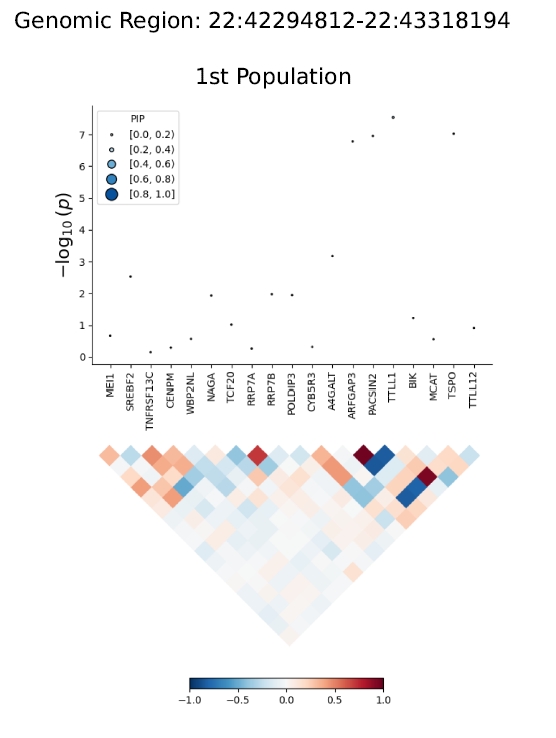 Genomic Region: 22:42294812-22:43318194
1st Population
PIP
[0.0, 0.2)
[0.2, 0.4)
[0.4, 0.6)
[0.6, 0.8)
[0.8, 1.0]
−log10(p)
7
6
5
4
3
2
1
0
MEI1
SREBF2
TNFRSF13C
CENPM
WBP2NL
NAGA
TCF20
RRP7A
RRP7B
POLDIP3
CYB5R3
A4GALT
ARFGAP3
PACSIN2
TTLL1
BIK
MCAT
TSPO
TTLL12
−1.0 −0.5 0.0 0.5 1.0